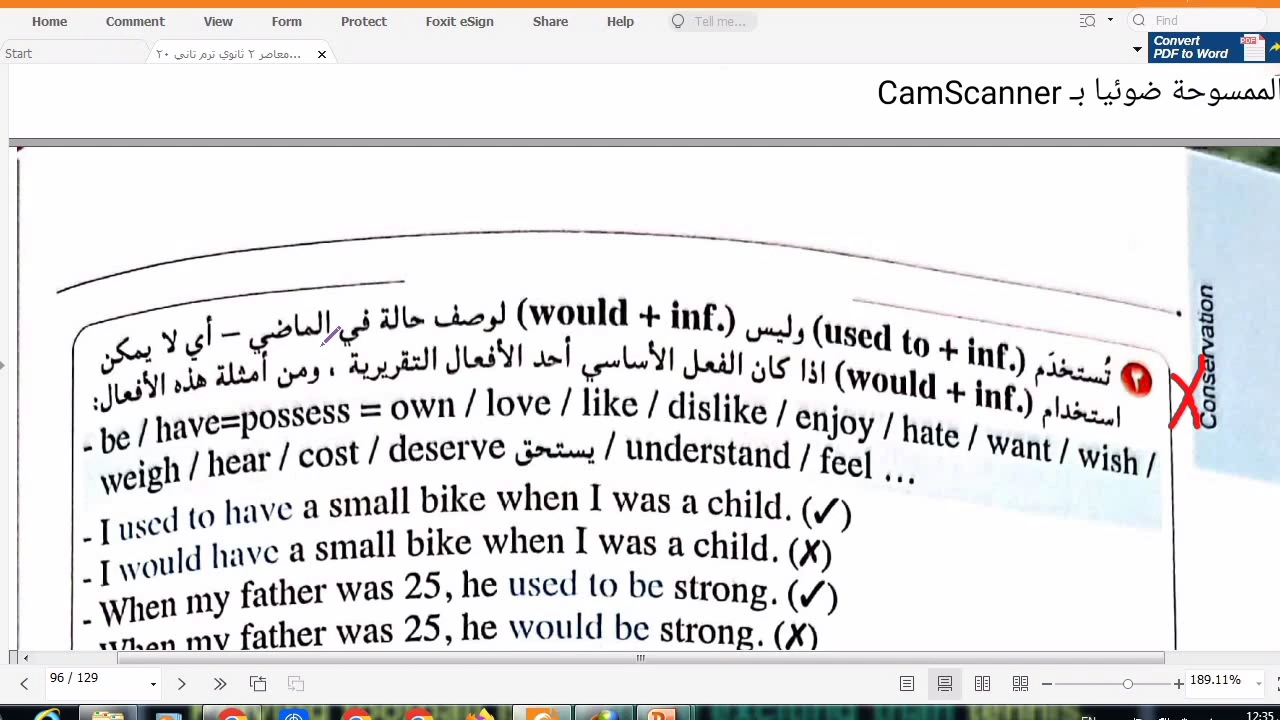 Home Comment View Form Protect Foxit eSign Share Help Tell me... Find
Start معاصر ٢ ثانوي ترم تاني ٢٠... Convert PDF to Word
الممسوحة ضوئيا بـ CamScanner
٢ تُستخدَم (used to + inf.) وليس (would + inf.) لوصف حالة في الماضي – أي لا يمكن
استخدام (would + inf.) اذا كان الفعل الأساسي أحد الأفعال التقريرية ، ومن أمثلة هذه الأفعال:
- be / have=possess = own / love / like / dislike / enjoy / hate / want / wish /
weigh / hear / cost / deserve يستحق / understand / feel ...
- I used to have a small bike when I was a child. (✓)
- I would have a small bike when I was a child. (✗)
- When my father was 25, he used to be strong. (✓)
- When my father was 25, he would be strong. (✗)
Conservation
96 / 129 189.11%
EN 12:35